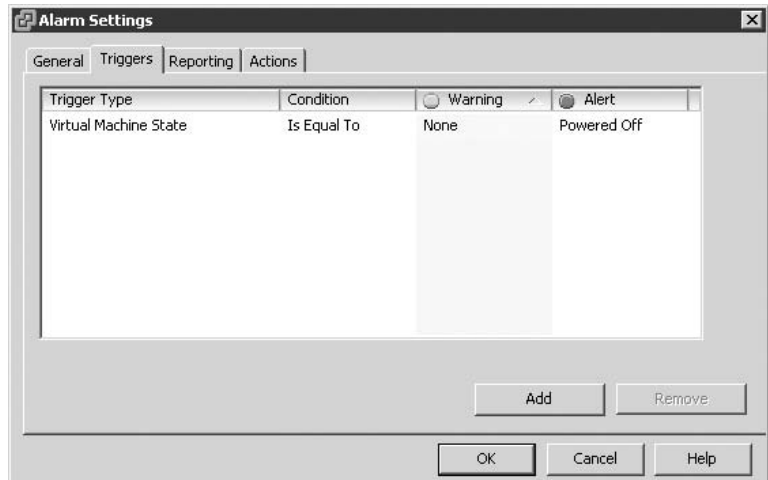 Alarm Settings
General Triggers Reporting Actions
Trigger Type Condition Warning Alert
Virtual Machine State Is Equal To None Powered Off
Add Remove
OK Cancel Help